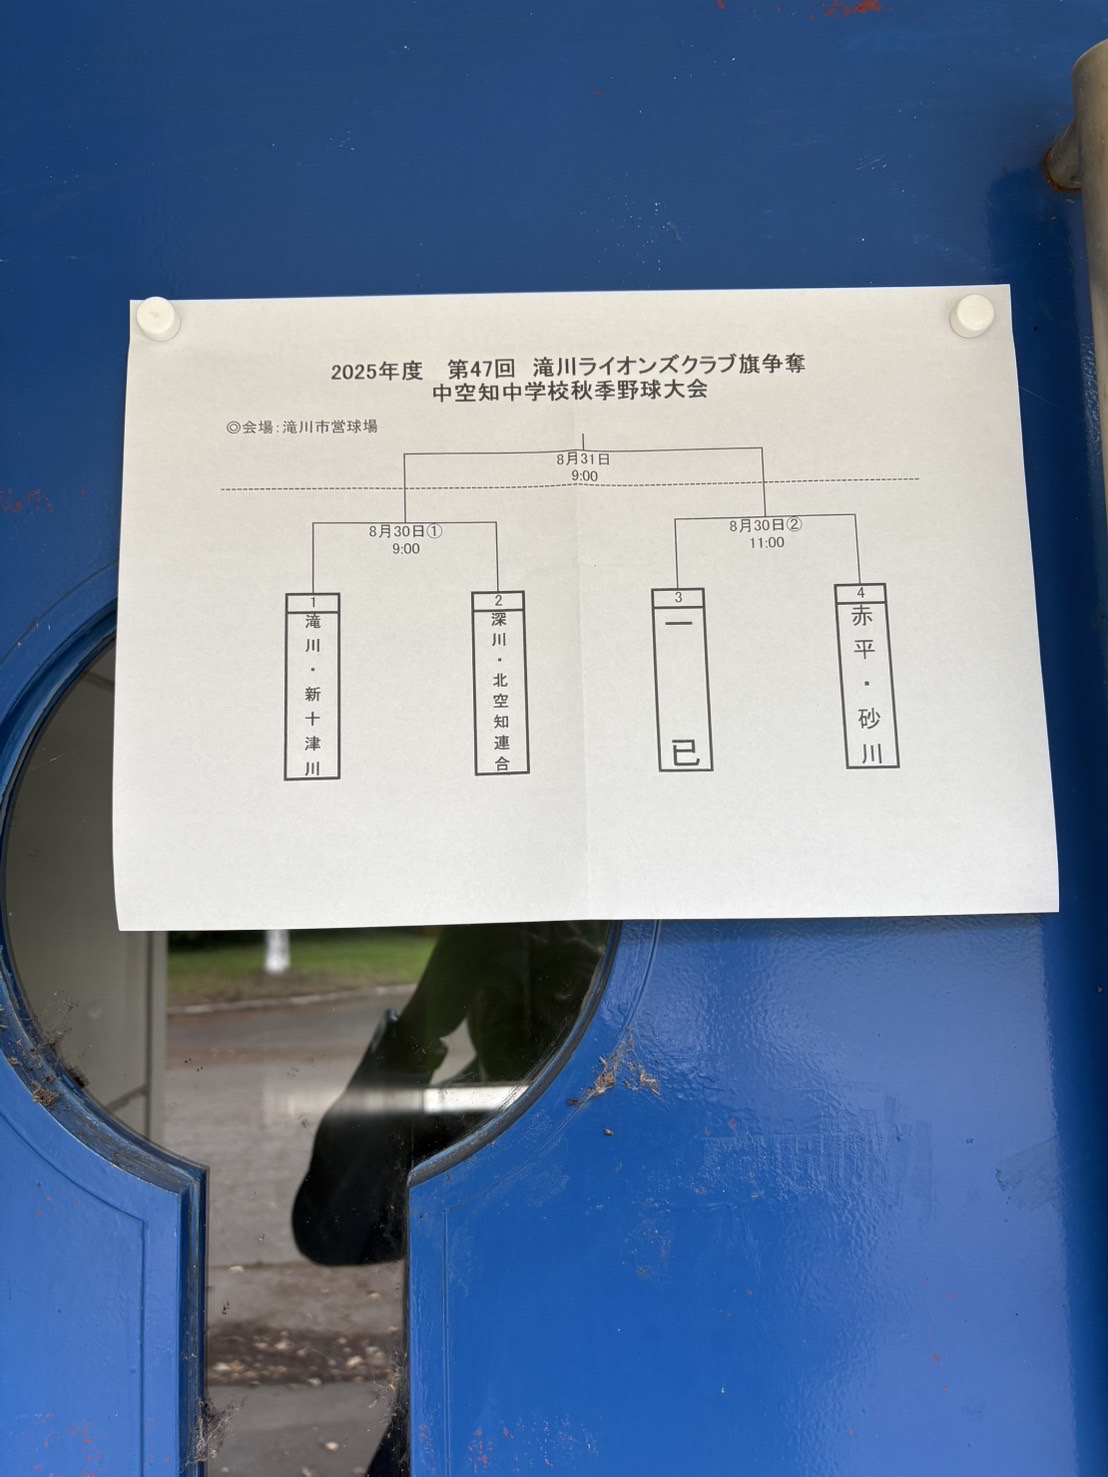 2025年度　第47回　滝川ライオンズクラブ旗争奪
中空知中学校秋季野球大会
◎会場：滝川市営球場
8月31日
9:00
8月30日①
9:00
8月30日②
11:00
1
滝川・新十津川
2
深川・北空知連合
3
一已
4
赤平・砂川